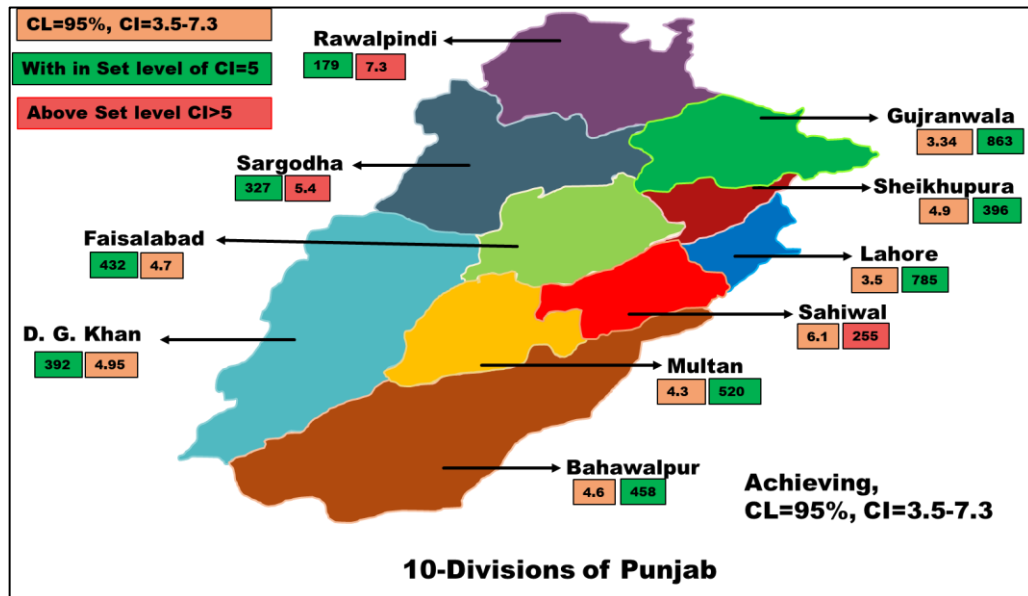 CL=95%, CI=3.5-7.3
With in Set level of CI=5
Above Set level CI>5
Rawalpindi
179 7.3
Gujranwala
3.34 863
Sargodha
327 5.4
Sheikhupura
4.9 396
Faisalabad
432 4.7
Lahore
3.5 785
Sahiwal
6.1 255
D. G. Khan
392 4.95
Multan
4.3 520
Bahawalpur
4.6 458
Achieving,
CL=95%, CI=3.5-7.3
10-Divisions of Punjab